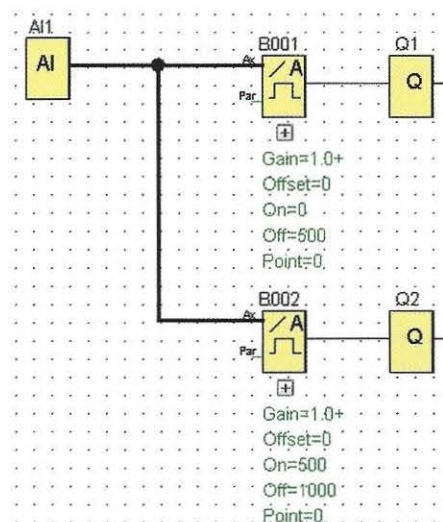 AI1
AI
B001
Ax
A
Par
Q1
Q
Gain=1.0+
Offset=0
On=0
Off=500
Point=0
B002
Ax
A
Par
Q2
Q
Gain=1.0+
Offset=0
On=500
Off=1000
Point=0